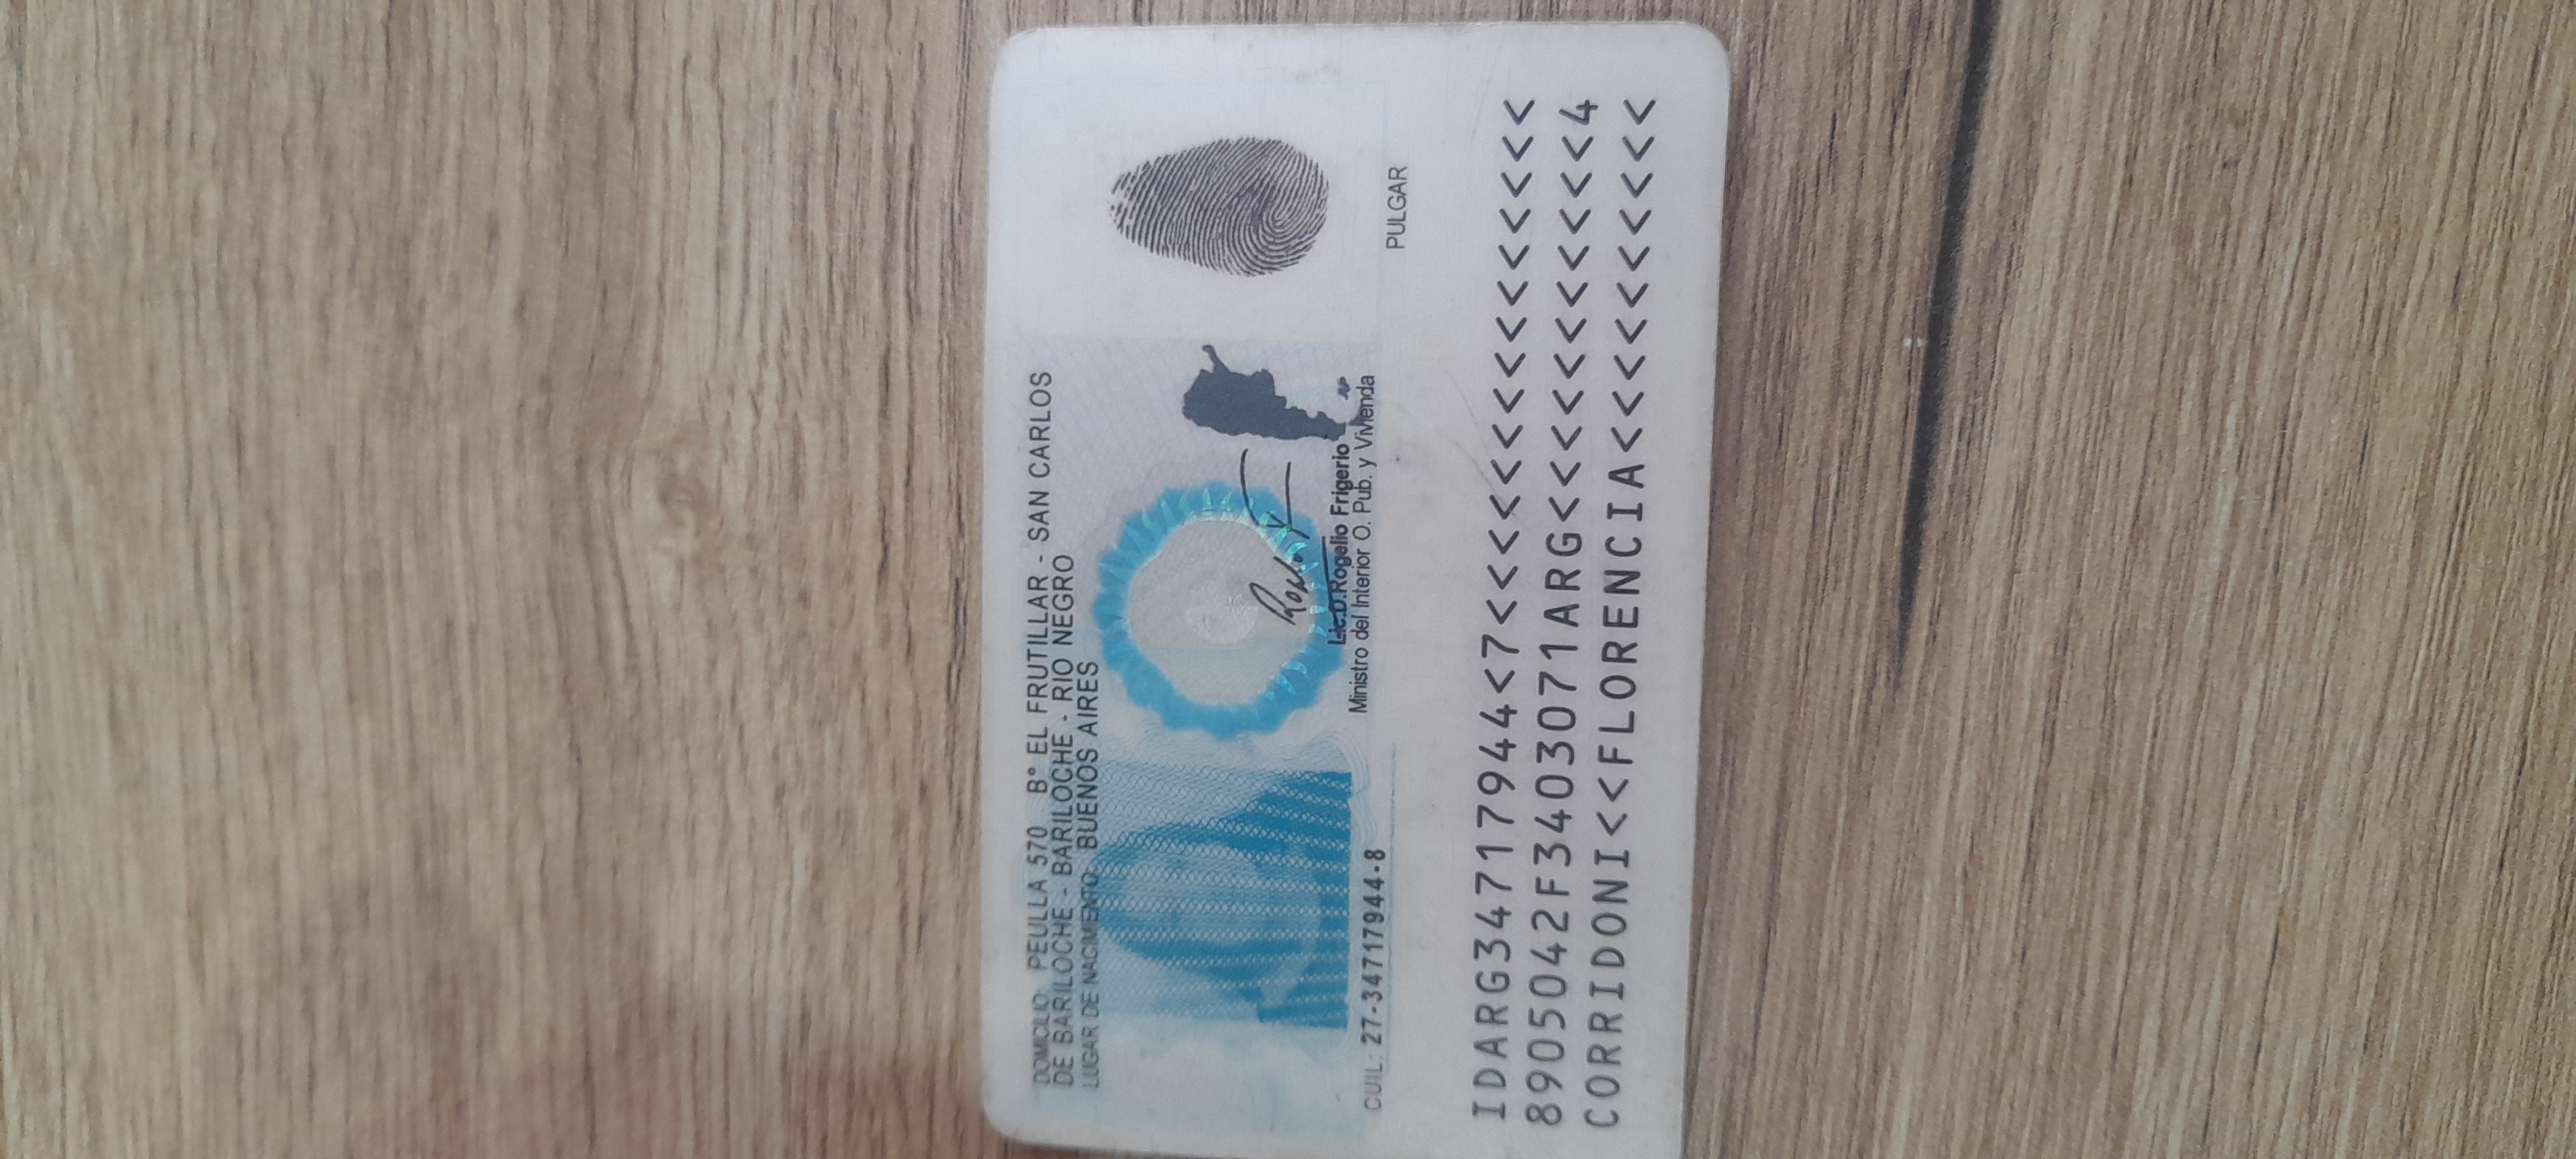 DOMICILIO: PEULLA 570 B° EL FRUTILLAR - SAN CARLOS
DE BARILOCHE - BARILOCHE - RIO NEGRO
LUGAR DE NACIMIENTO: BUENOS AIRES
Lic.D.Rogelio Frigerio
Ministro del Interior O. Pub. y Vivienda
CUIL: 27-34717944-8
PULGAR
IDARG34717944<7<<<<<<<<<<<<<<<
8905042F3403071ARG<<<<<<<<<<<4
CORRIDONI<<FLORENCIA<<<<<<<<<<